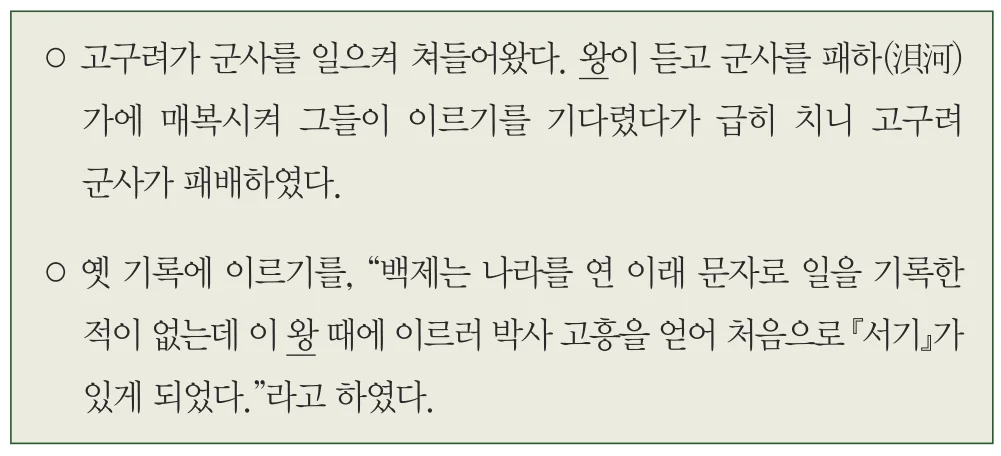 ○ 고구려가 군사를 일으켜 쳐들어왔다. 왕이 듣고 군사를 패하(浿河)
가에 매복시켜 그들이 이르기를 기다렸다가 급히 치니 고구려
군사가 패배하였다.
○ 옛 기록에 이르기를, “백제는 나라를 연 이래 문자로 일을 기록한
적이 없는데 이 왕 때에 이르러 박사 고흥을 얻어 처음으로 『서기』가
있게 되었다.”라고 하였다.